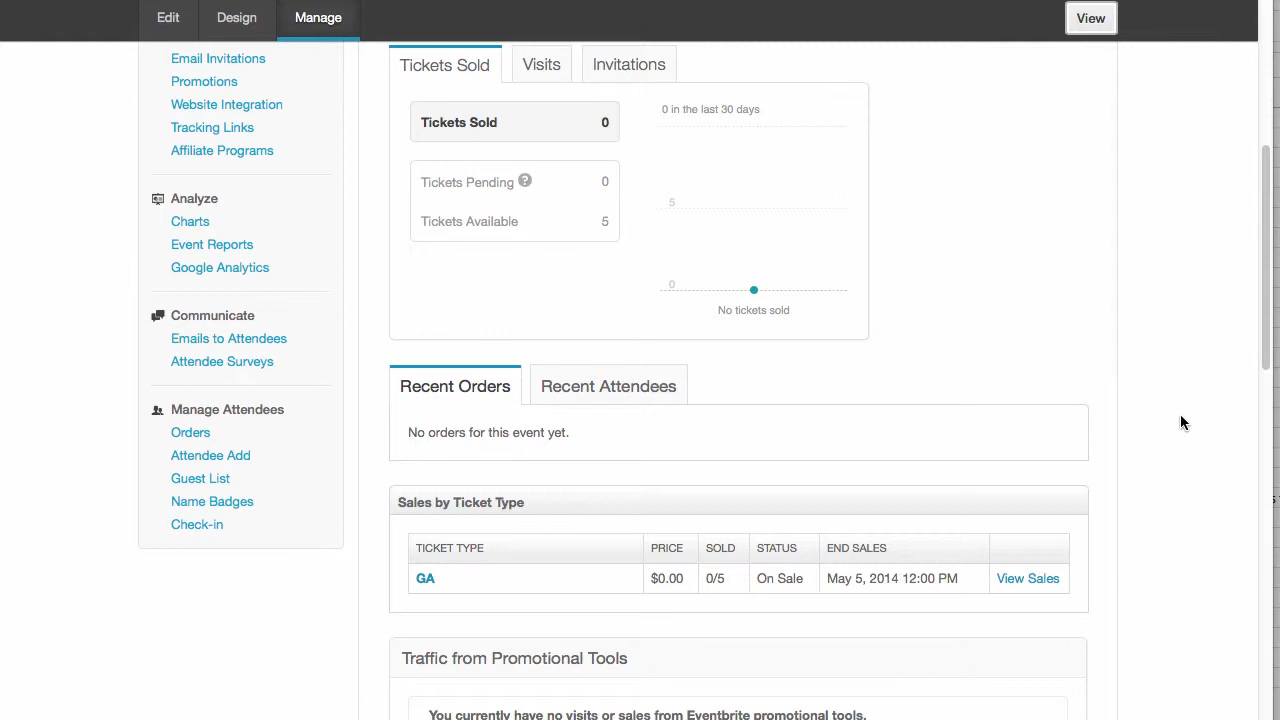 Edit
Design
Manage
View
Email Invitations
Promotions
Website Integration
Tracking Links
Affiliate Programs
Analyze
Charts
Event Reports
Google Analytics
Communicate
Emails to Attendees
Attendee Surveys
Manage Attendees
Orders
Attendee Add
Guest List
Name Badges
Check-in
Tickets Sold
Visits
Invitations
Tickets Sold 0
Tickets Pending ? 0
Tickets Available 5
0 in the last 30 days
5
0
No tickets sold
Recent Orders
Recent Attendees
No orders for this event yet.
Sales by Ticket Type
TICKET TYPE PRICE SOLD STATUS END SALES
GA $0.00 0/5 On Sale May 5, 2014 12:00 PM View Sales
Traffic from Promotional Tools
You currently have no visits or sales from Eventbrite promotional tools.